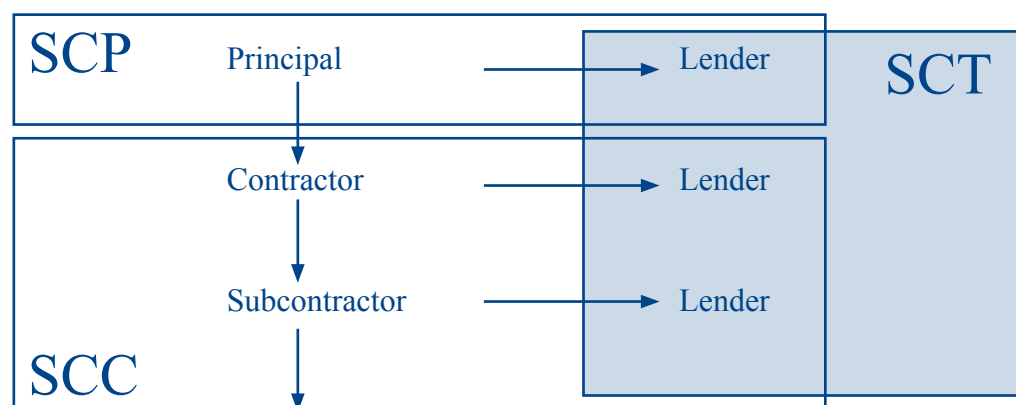 SCP Principal Lender SCT
Contractor Lender
Subcontractor Lender
SCC